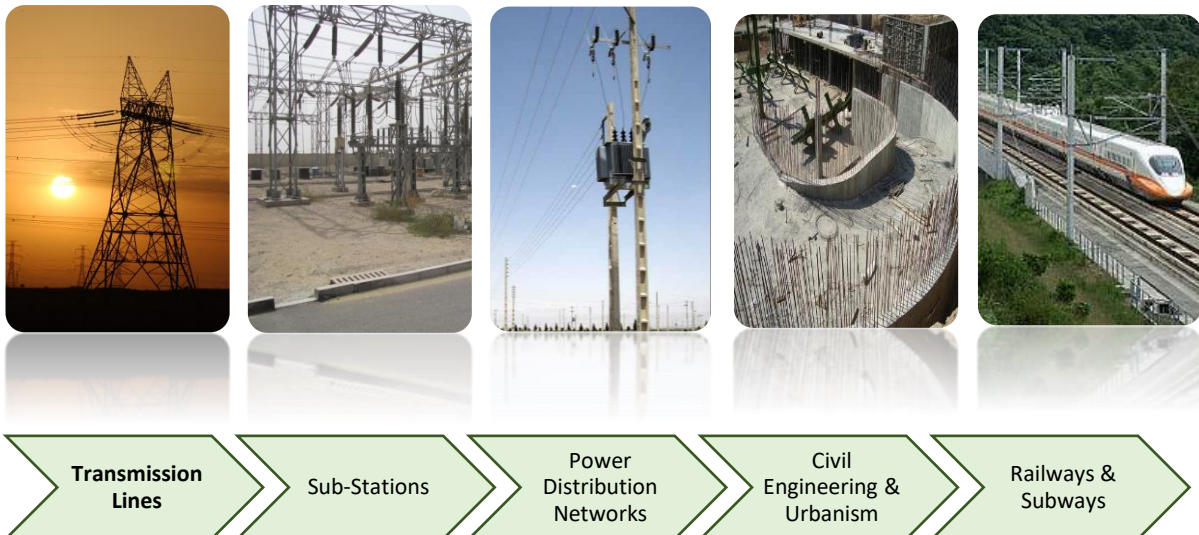 Transmission
Lines
Sub-Stations
Power
Distribution
Networks
Civil
Engineering &
Urbanism
Railways &
Subways